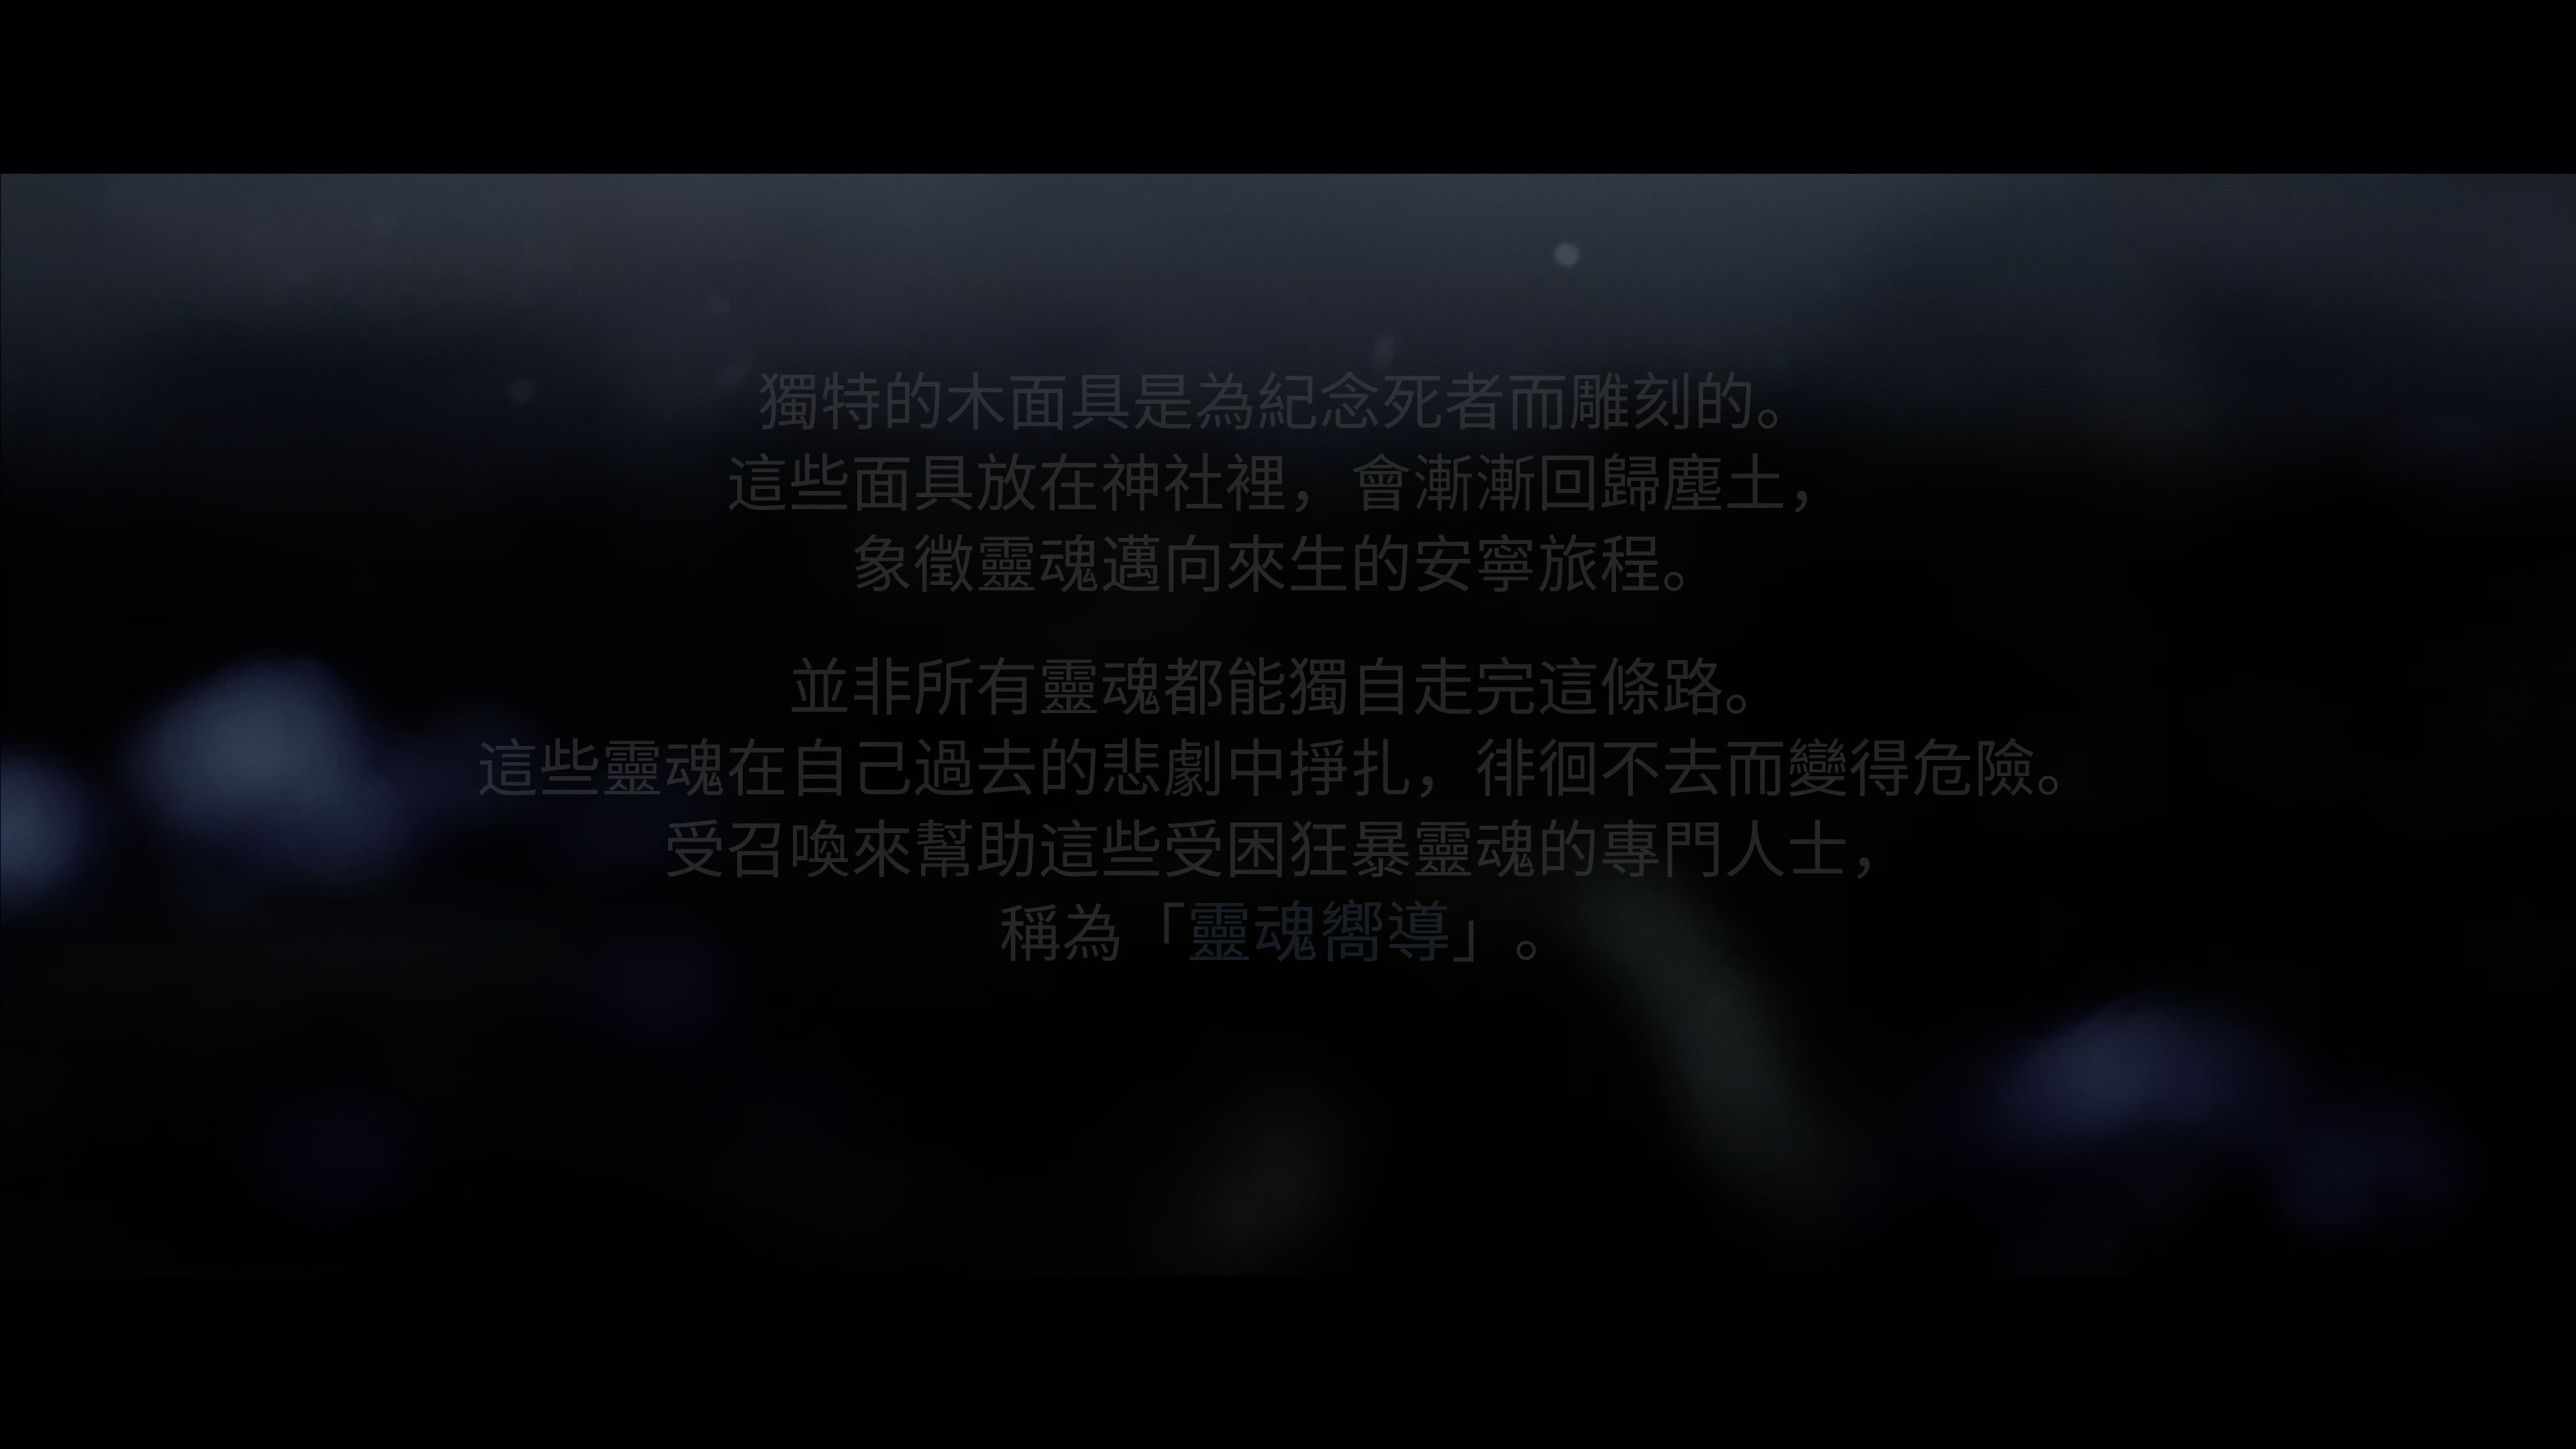 獨特的木面具是為紀念死者而雕刻的。
這些面具放在神社裡，會漸漸回歸塵土，
象徵靈魂邁向來生的安寧旅程。
並非所有靈魂都能獨自走完這條路。
這些靈魂在自己過去的悲劇中掙扎，徘徊不去而變得危險。
受召喚來幫助這些受困狂暴靈魂的專門人士，
稱為「靈魂嚮導」。